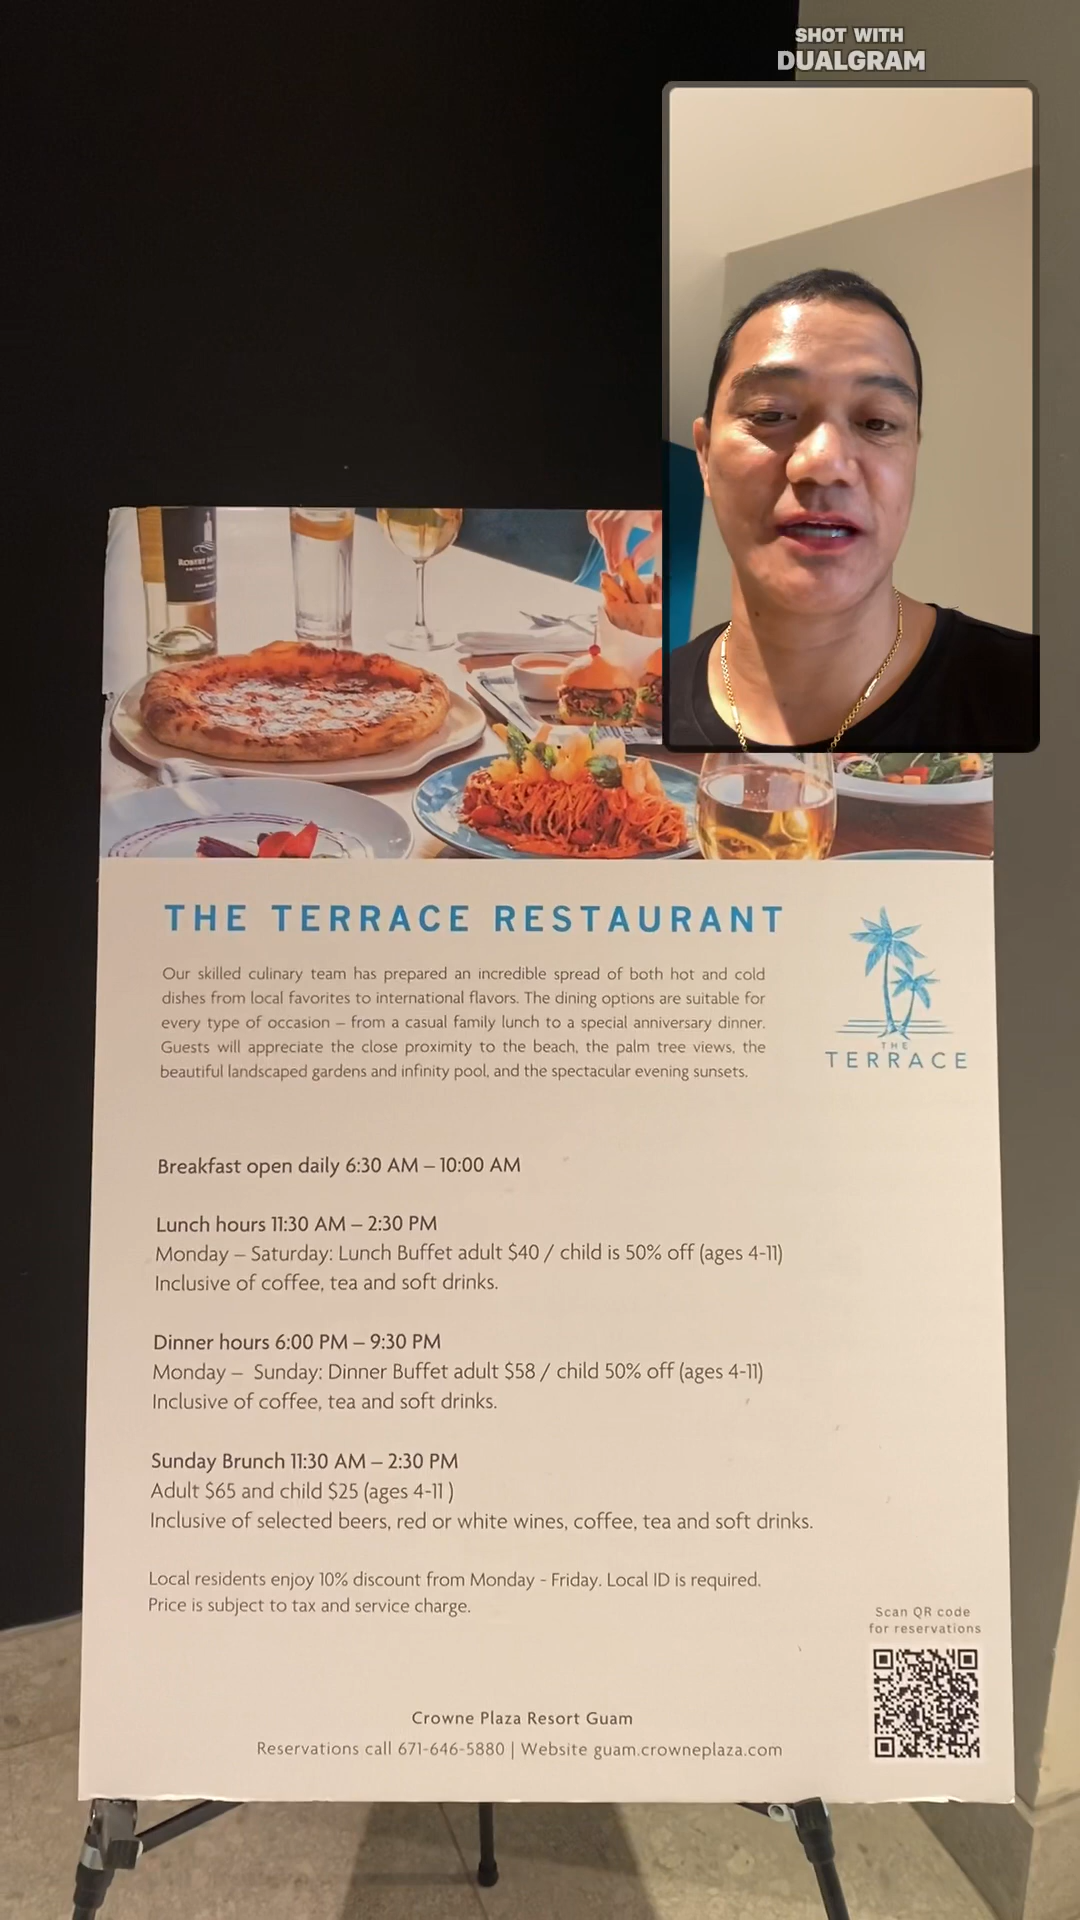 SHOT WITH
DUALGRAM
THE TERRACE RESTAURANT
Our skilled culinary team has prepared an incredible spread of both hot and cold
dishes from local favorites to international flavors. The dining options are suitable for
every type of occasion – from a casual family lunch to a special anniversary dinner.
Guests will appreciate the close proximity to the beach, the palm tree views, the
beautiful landscaped gardens and infinity pool, and the spectacular evening sunsets.
THE
TERRACE
Breakfast open daily 6:30 AM – 10:00 AM
Lunch hours 11:30 AM – 2:30 PM
Monday – Saturday: Lunch Buffet adult $40 / child is 50% off (ages 4-11)
Inclusive of coffee, tea and soft drinks.
Dinner hours 6:00 PM – 9:30 PM
Monday – Sunday: Dinner Buffet adult $58 / child 50% off (ages 4-11)
Inclusive of coffee, tea and soft drinks.
Sunday Brunch 11:30 AM – 2:30 PM
Adult $65 and child $25 (ages 4-11 )
Inclusive of selected beers, red or white wines, coffee, tea and soft drinks.
Local residents enjoy 10% discount from Monday - Friday. Local ID is required.
Price is subject to tax and service charge.
Scan QR code
for reservations
Crowne Plaza Resort Guam
Reservations call 671-646-5880 | Website guam.crowneplaza.com